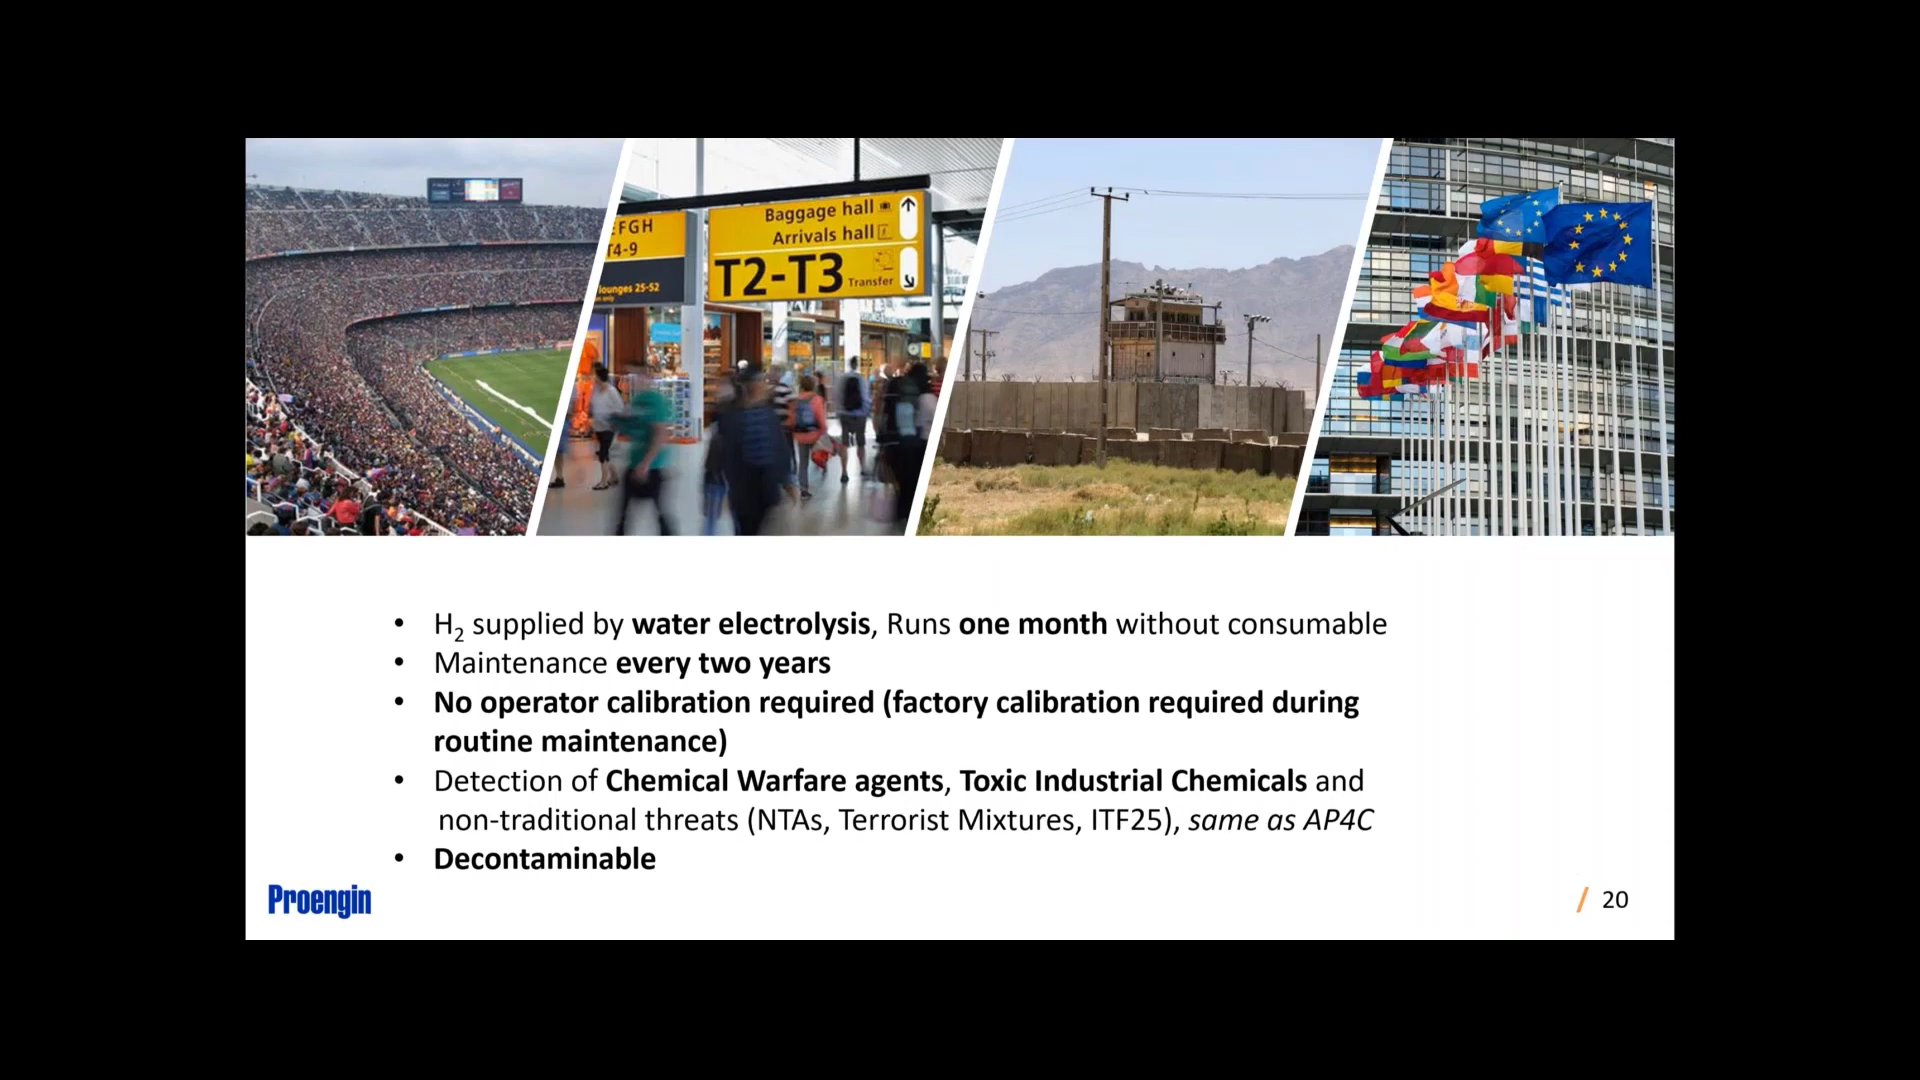 EFGH
T4-9
lounges 25-52
Baggage hall
Arrivals hall
T2-T3
Transfer
• H₂ supplied by water electrolysis, Runs one month without consumable
• Maintenance every two years
• No operator calibration required (factory calibration required during
routine maintenance)
• Detection of Chemical Warfare agents, Toxic Industrial Chemicals and
non-traditional threats (NTAs, Terrorist Mixtures, ITF25), same as AP4C
• Decontaminable
Proengin
/ 20